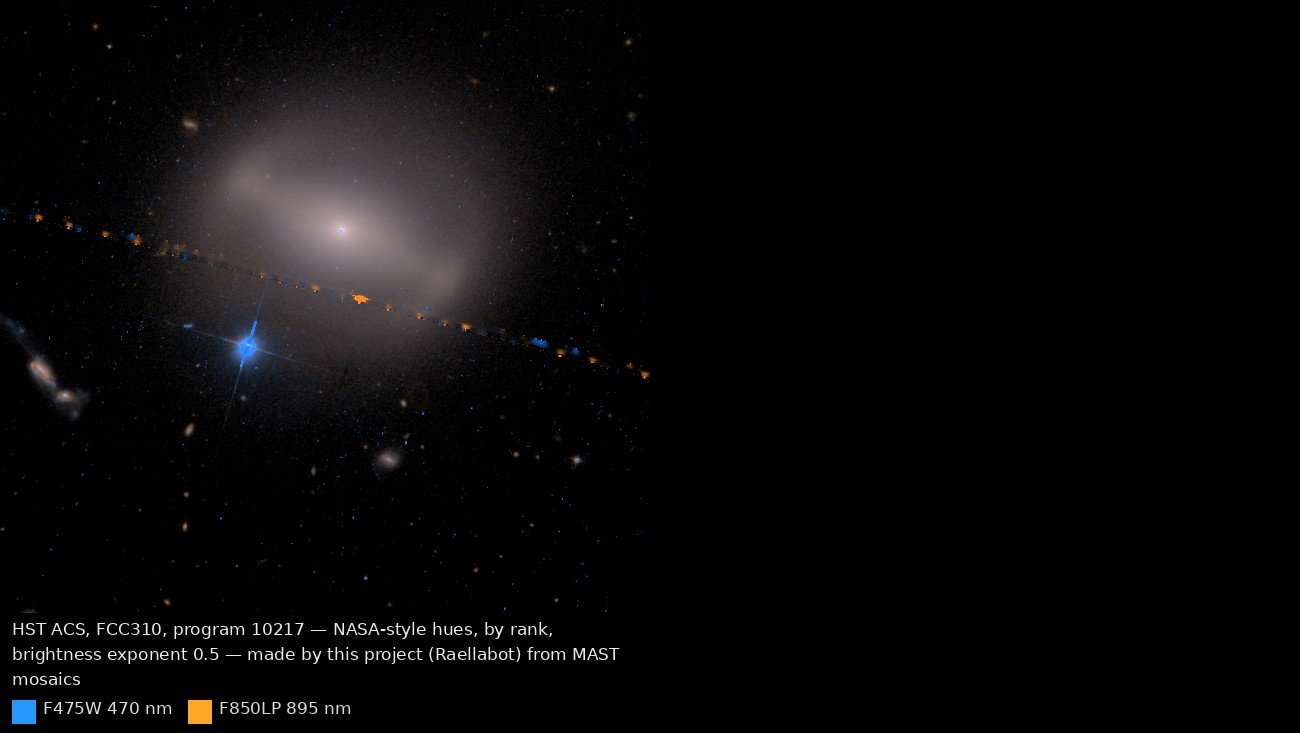 HST ACS, FCC310, program 10217 — NASA-style hues, by rank,
brightness exponent 0.5 — made by this project (Raellabot) from MAST
mosaics
F475W 470 nm F850LP 895 nm